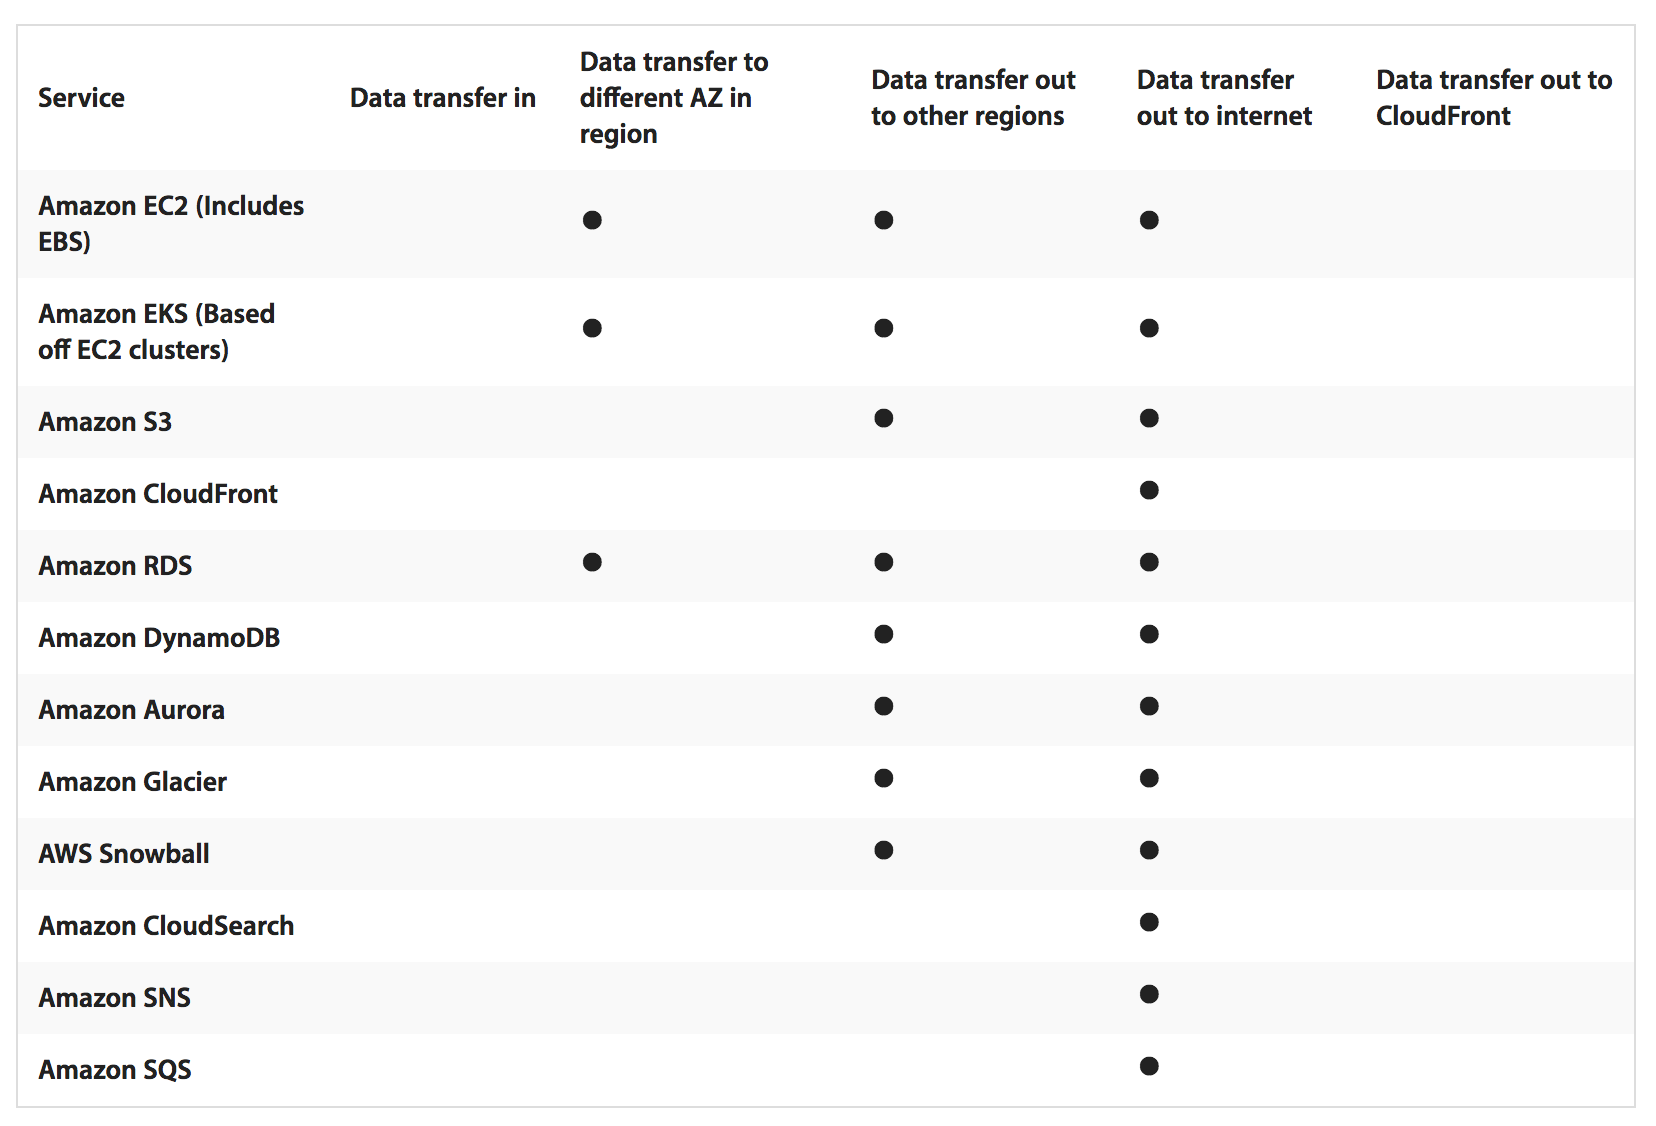 Service
Data transfer in
Data transfer to
different AZ in
region
Data transfer out
to other regions
Data transfer
out to internet
Data transfer out to
CloudFront
Amazon EC2 (Includes
EBS)
● ● ●
Amazon EKS (Based
off EC2 clusters)
● ● ●
Amazon S3 ● ●
Amazon CloudFront ●
Amazon RDS ● ● ●
Amazon DynamoDB ● ●
Amazon Aurora ● ●
Amazon Glacier ● ●
AWS Snowball ● ●
Amazon CloudSearch ●
Amazon SNS ●
Amazon SQS ●